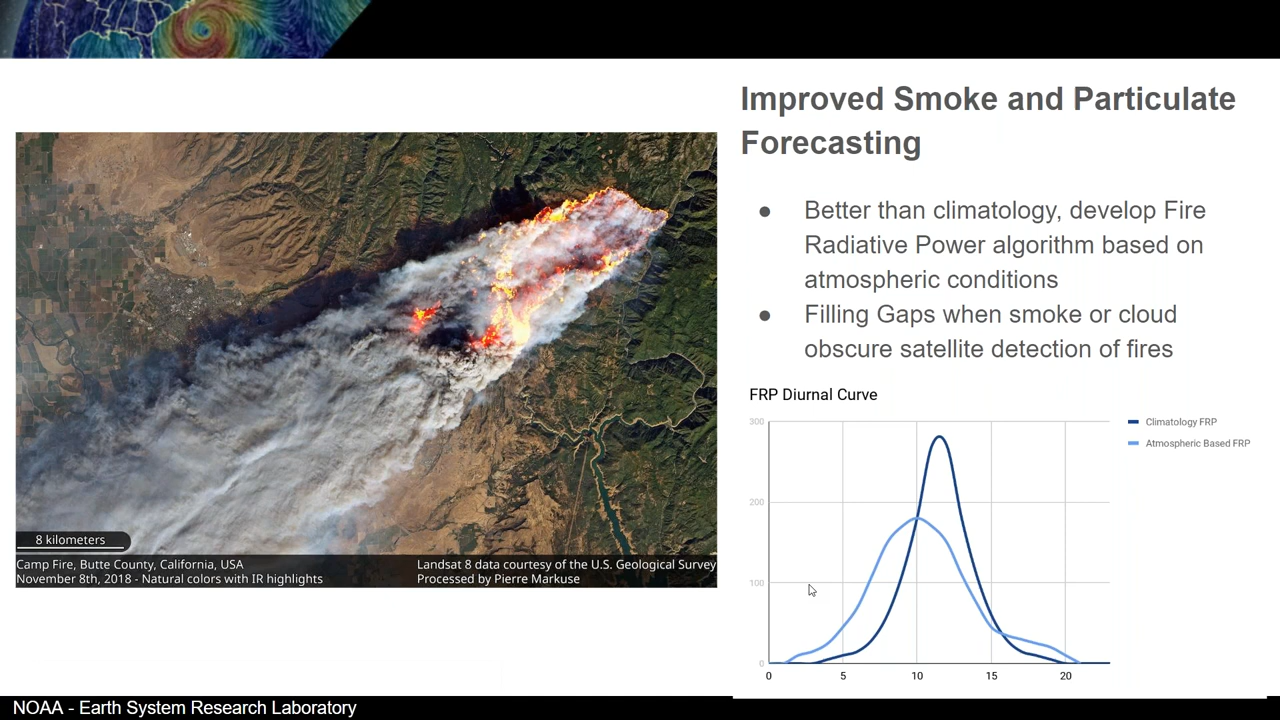 Improved Smoke and Particulate
Forecasting
● Better than climatology, develop Fire
Radiative Power algorithm based on
atmospheric conditions
● Filling Gaps when smoke or cloud
obscure satellite detection of fires
8 kilometers
Camp Fire, Butte County, California, USA
November 8th, 2018 - Natural colors with IR highlights
Landsat 8 data courtesy of the U.S. Geological Survey
Processed by Pierre Markuse
FRP Diurnal Curve
300
200
100
0
0 5 10 15 20
Climatology FRP
Atmospheric Based FRP
NOAA - Earth System Research Laboratory